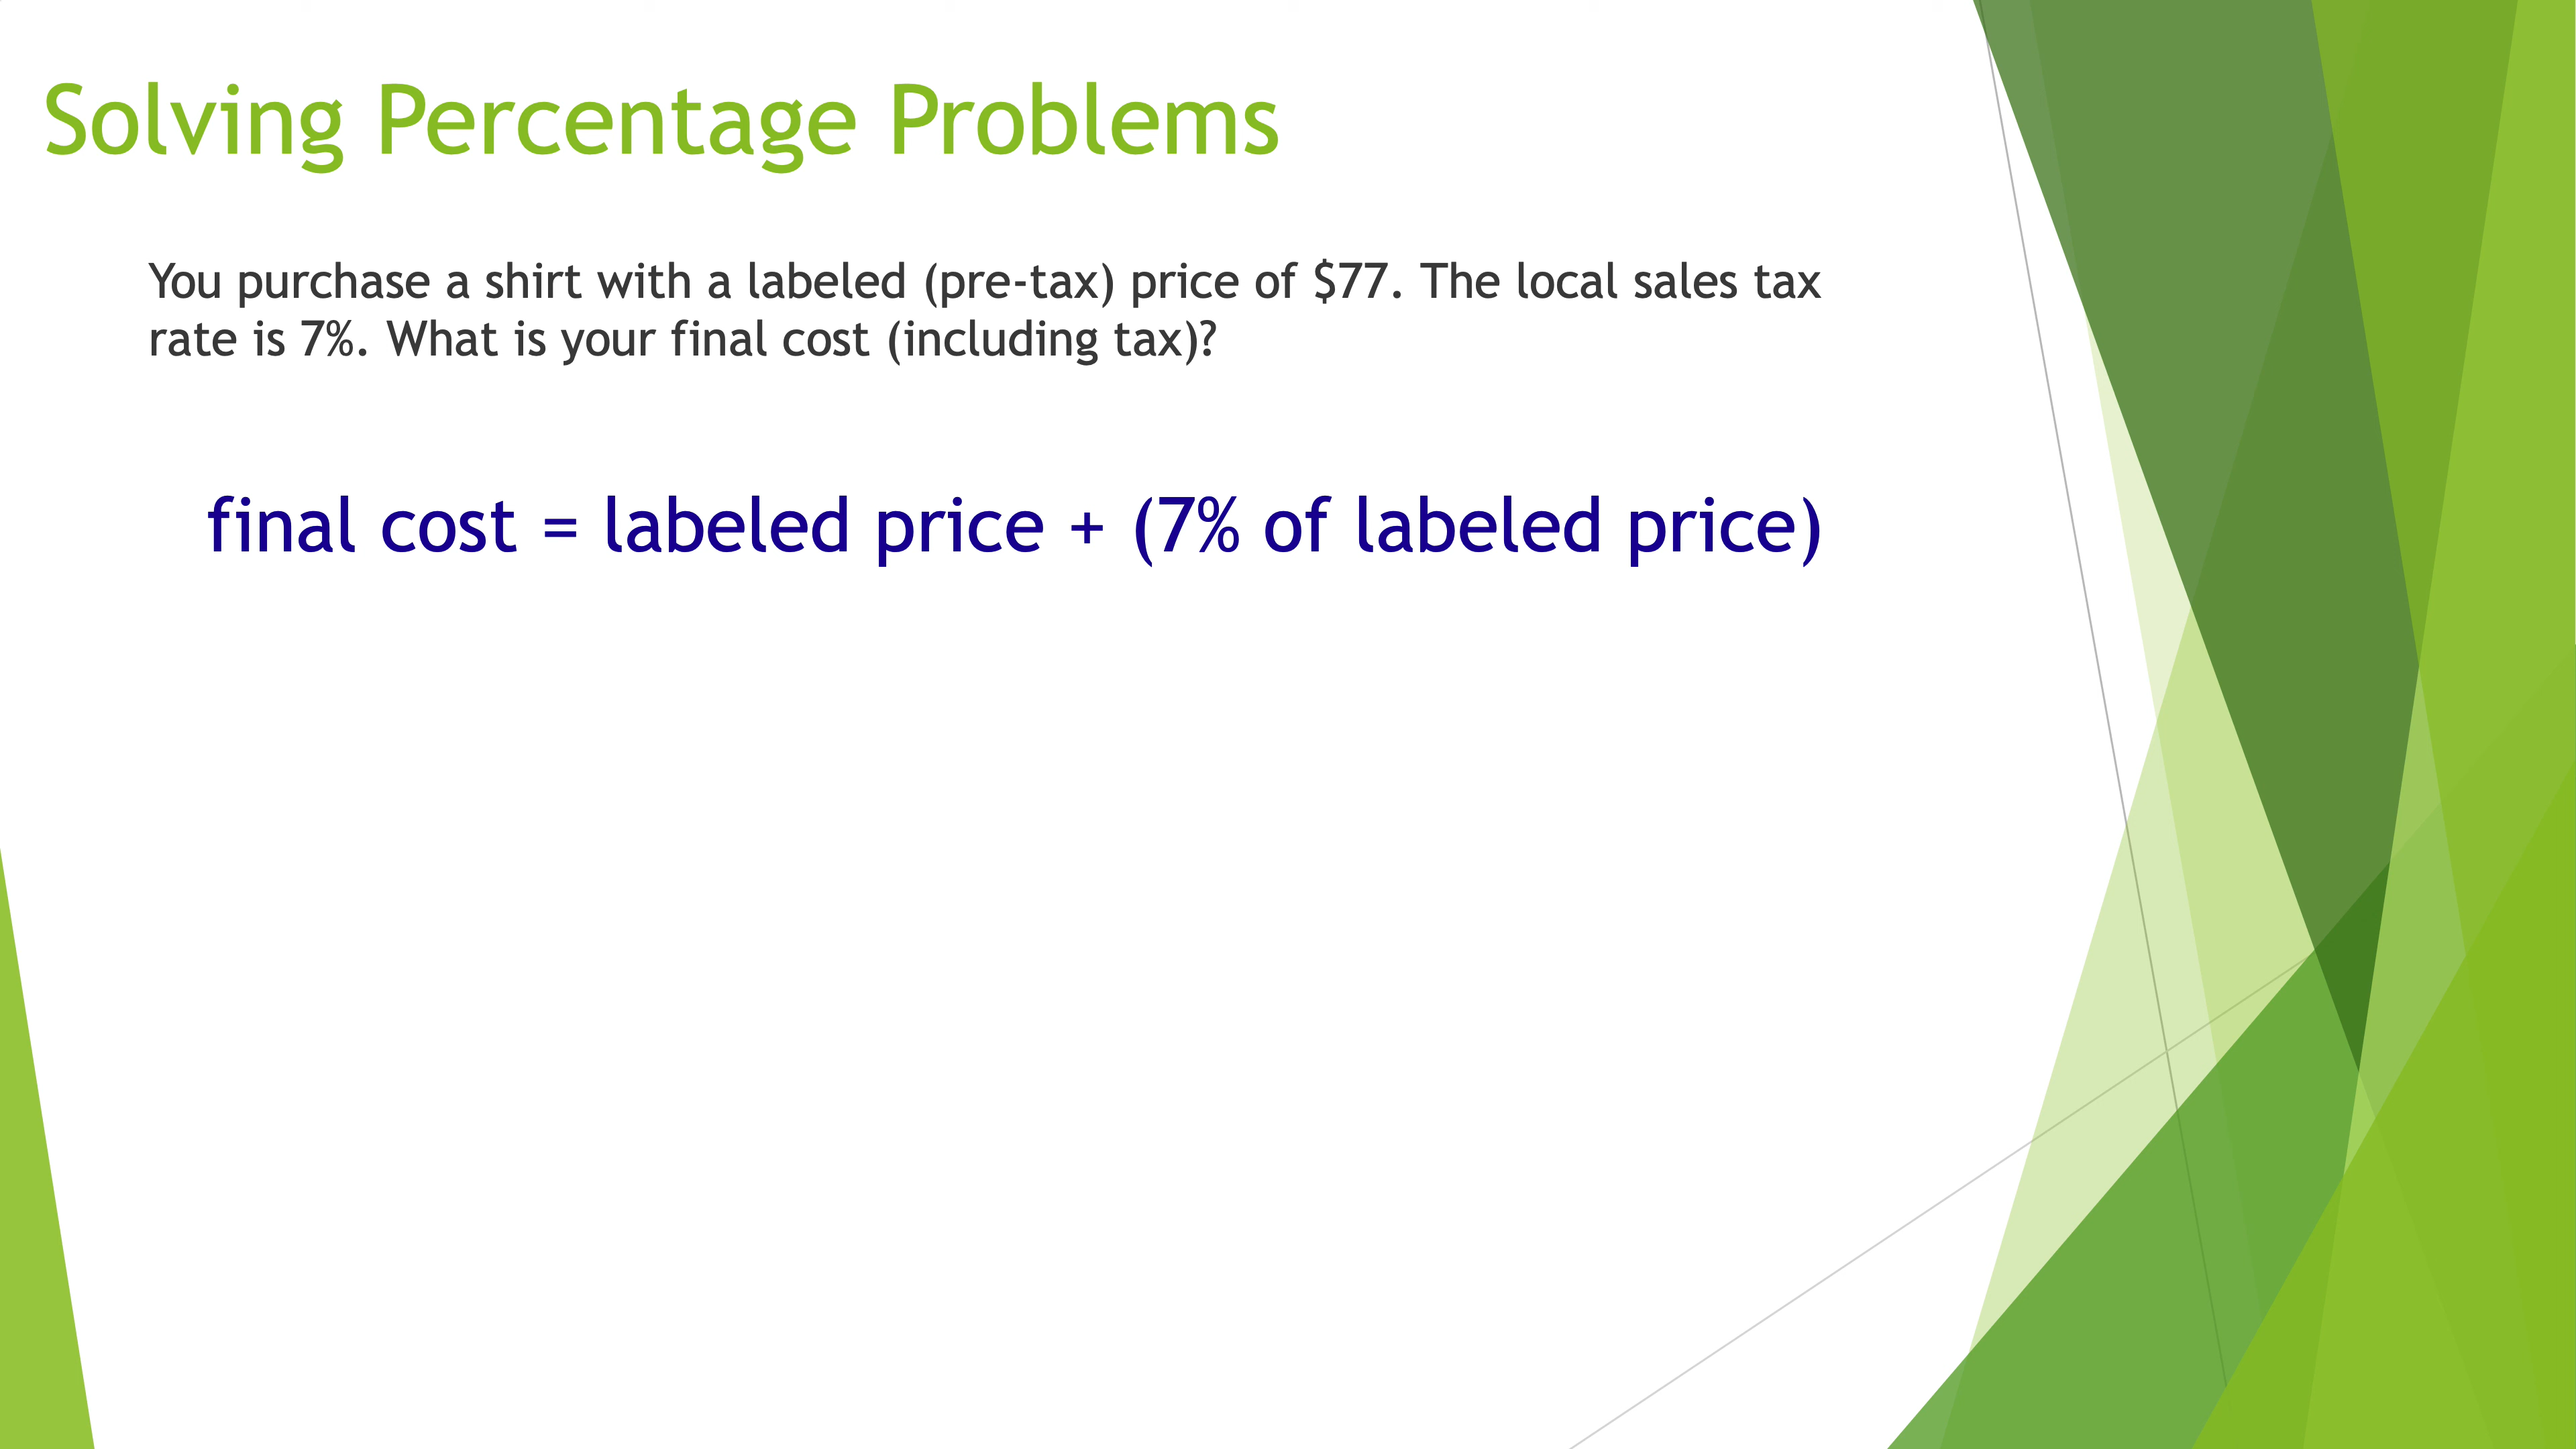 Solving Percentage Problems
You purchase a shirt with a labeled (pre-tax) price of $77. The local sales tax
rate is 7%. What is your final cost (including tax)?
final cost = labeled price + (7% of labeled price)